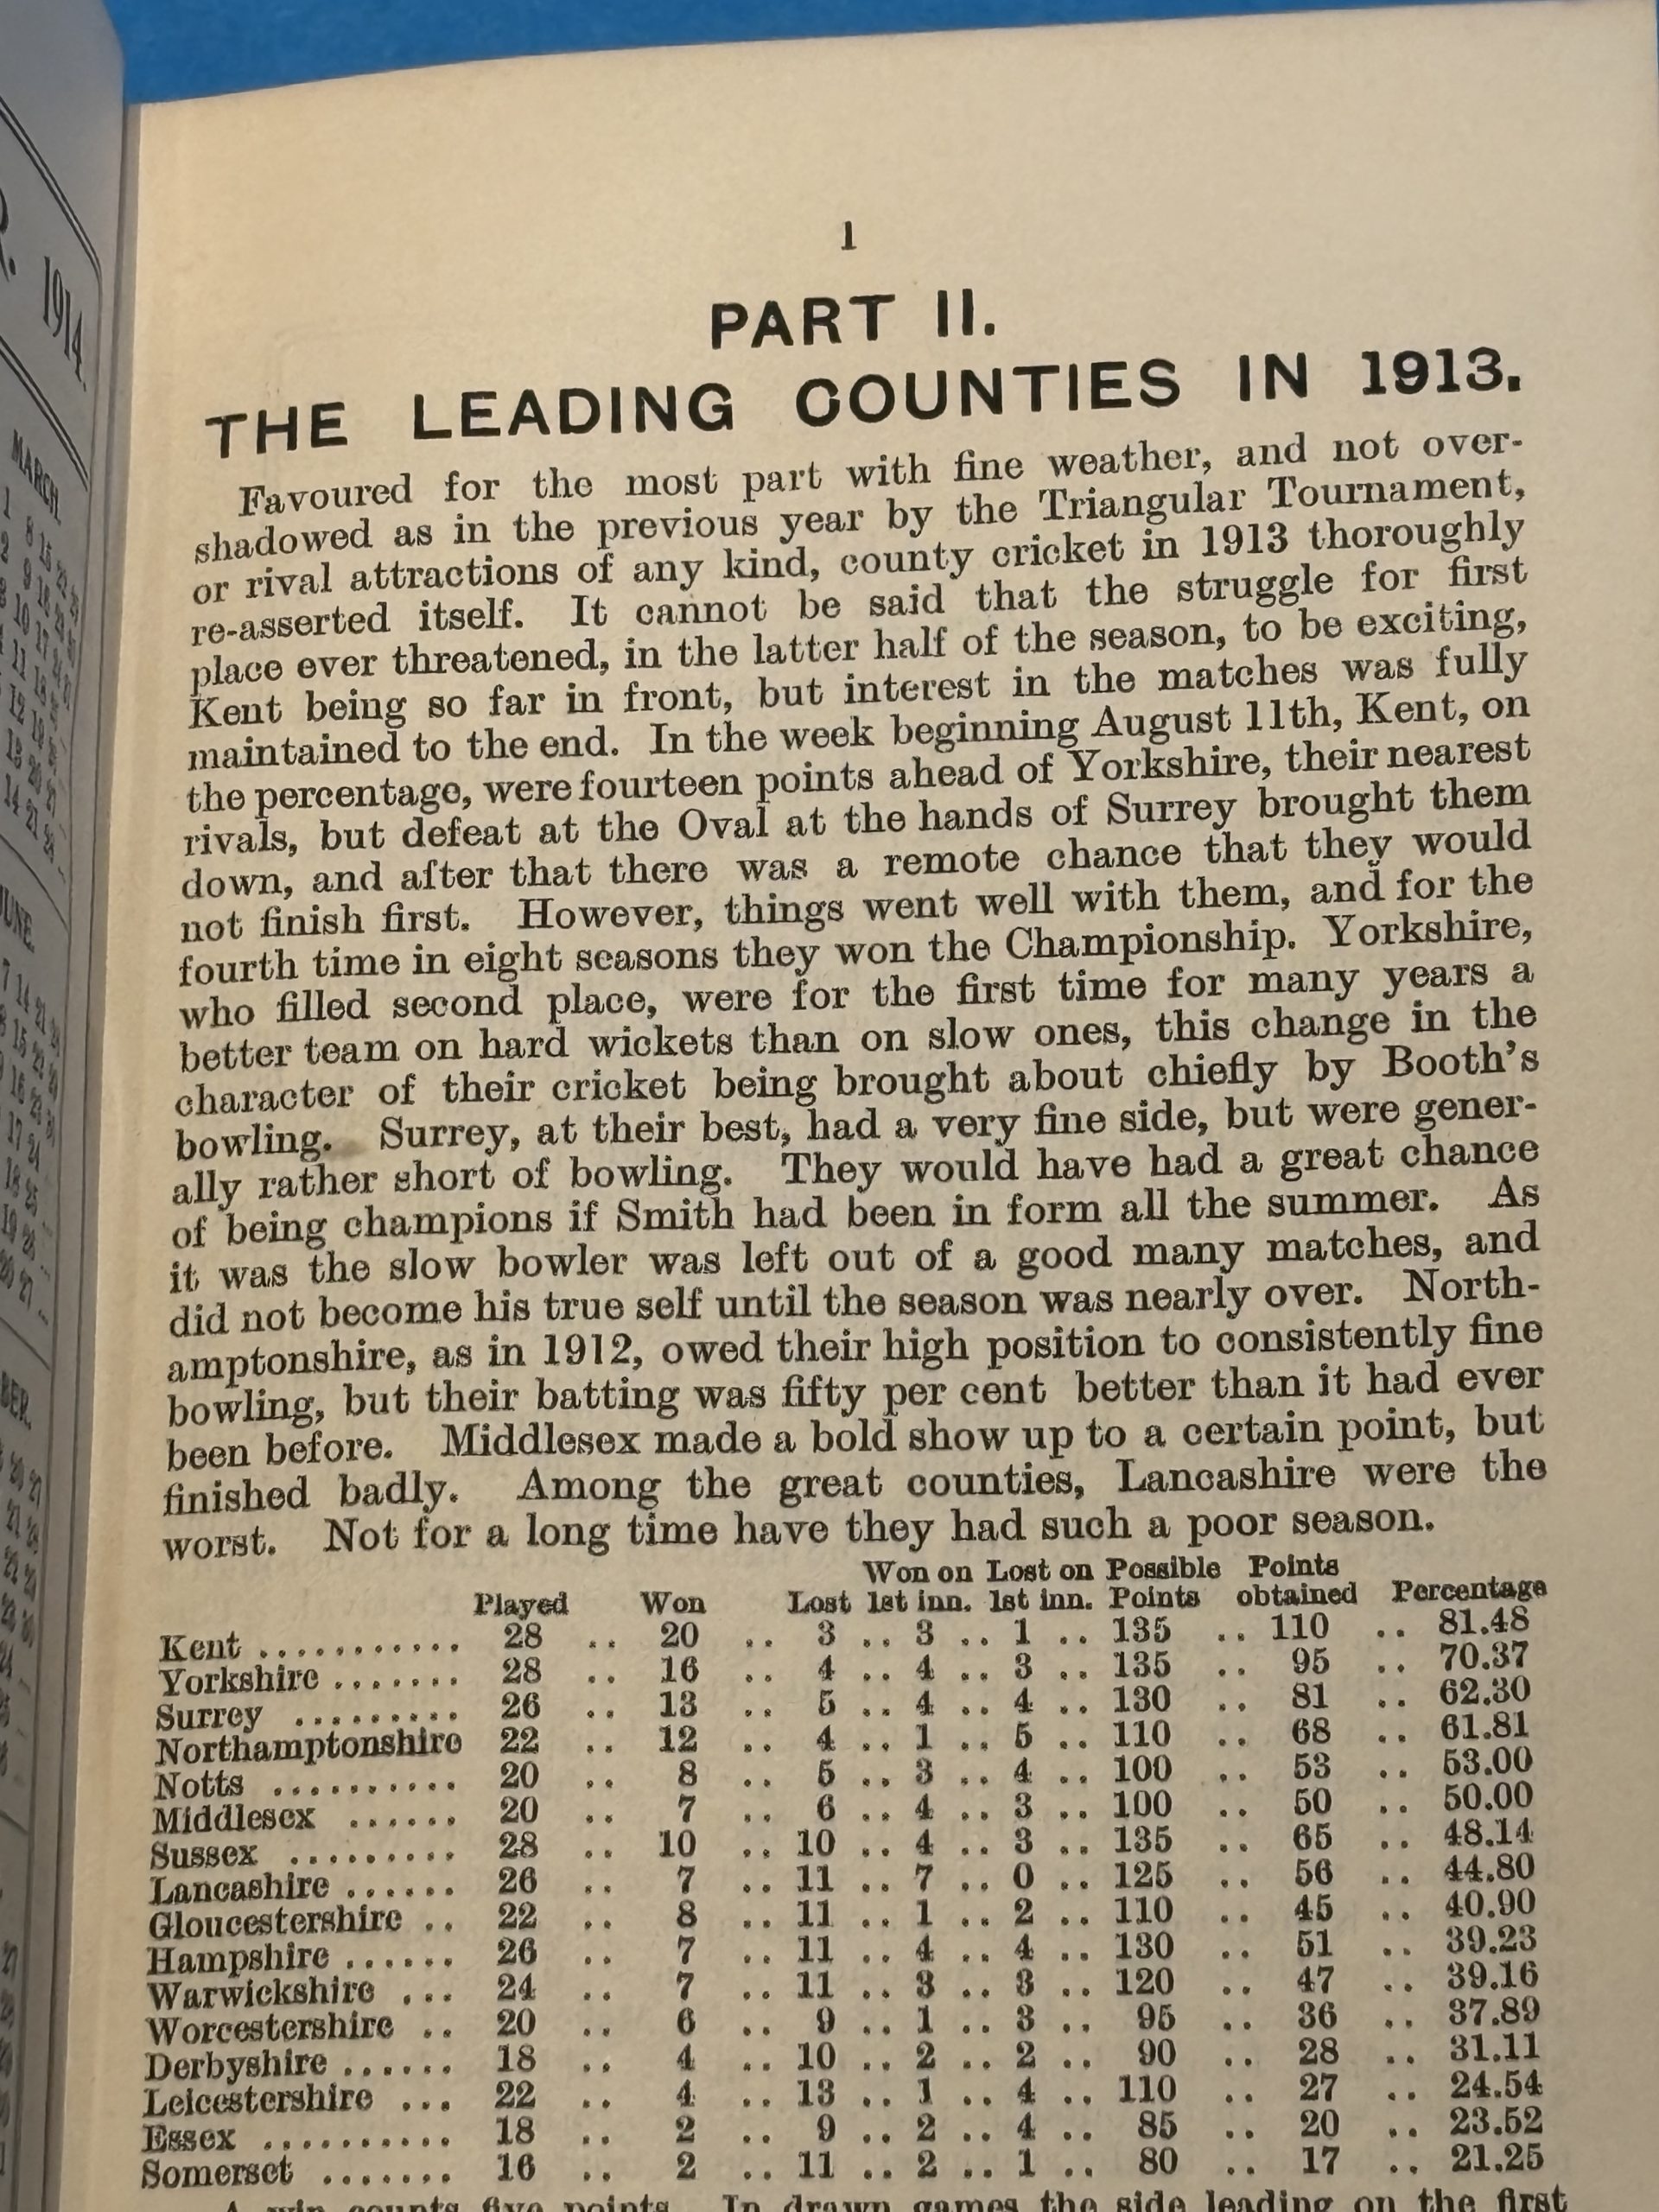 1914.
MARCH.
JUNE.
1
PART II.
THE LEADING COUNTIES IN 1913.
Favoured for the most part with fine weather, and not over-
shadowed as in the previous year by the Triangular Tournament,
or rival attractions of any kind, county cricket in 1913 thoroughly
re-asserted itself. It cannot be said that the struggle for first
place ever threatened, in the latter half of the season, to be exciting,
Kent being so far in front, but interest in the matches was fully
maintained to the end. In the week beginning August 11th, Kent, on
the percentage, were fourteen points ahead of Yorkshire, their nearest
rivals, but defeat at the Oval at the hands of Surrey brought them
down, and after that there was a remote chance that they would
not finish first. However, things went well with them, and for the
fourth time in eight seasons they won the Championship. Yorkshire,
who filled second place, were for the first time for many years a
better team on hard wickets than on slow ones, this change in the
character of their cricket being brought about chiefly by Booth's
bowling. Surrey, at their best, had a very fine side, but were gener-
ally rather short of bowling. They would have had a great chance
of being champions if Smith had been in form all the summer. As
it was the slow bowler was left out of a good many matches, and
did not become his true self until the season was nearly over. North-
amptonshire, as in 1912, owed their high position to consistently fine
bowling, but their batting was fifty per cent better than it had ever
been before. Middlesex made a bold show up to a certain point, but
finished badly. Among the great counties, Lancashire were the
worst. Not for a long time have they had such a poor season.
Won on Lost on Possible Points
Played Won Lost 1st inn. 1st inn. Points obtained Percentage
Kent ........... 28 .. 20 .. 3 .. 3 .. 1 .. 135 .. 110 .. 81.48
Yorkshire ....... 28 .. 16 .. 4 .. 4 .. 3 .. 135 .. 95 .. 70.37
Surrey ......... 26 .. 13 .. 5 .. 4 .. 4 .. 130 .. 81 .. 62.30
Northamptonshire 22 .. 12 .. 4 .. 1 .. 5 .. 110 .. 68 .. 61.81
Notts .......... 20 .. 8 .. 5 .. 3 .. 4 .. 100 .. 53 .. 53.00
Middlesex ...... 20 .. 7 .. 6 .. 4 .. 3 .. 100 .. 50 .. 50.00
Sussex ......... 28 .. 10 .. 10 .. 4 .. 3 .. 135 .. 65 .. 48.14
Lancashire ...... 26 .. 7 .. 11 .. 7 .. 0 .. 125 .. 56 .. 44.80
Gloucestershire .. 22 .. 8 .. 11 .. 1 .. 2 .. 110 .. 45 .. 40.90
Hampshire ...... 26 .. 7 .. 11 .. 4 .. 4 .. 130 .. 51 .. 39.23
Warwickshire ... 24 .. 7 .. 11 .. 3 .. 3 .. 120 .. 47 .. 39.16
Worcestershire .. 20 .. 6 .. 9 .. 1 .. 3 .. 95 .. 36 .. 37.89
Derbyshire ...... 18 .. 4 .. 10 .. 2 .. 2 .. 90 .. 28 .. 31.11
Leicestershire ... 22 .. 4 .. 13 .. 1 .. 4 .. 110 .. 27 .. 24.54
Essex .......... 18 .. 2 .. 9 .. 2 .. 4 .. 85 .. 20 .. 23.52
Somerset ....... 16 .. 2 .. 11 .. 2 .. 1 .. 80 .. 17 .. 21.25
A win counts five points. In drawn games the side leading on the first